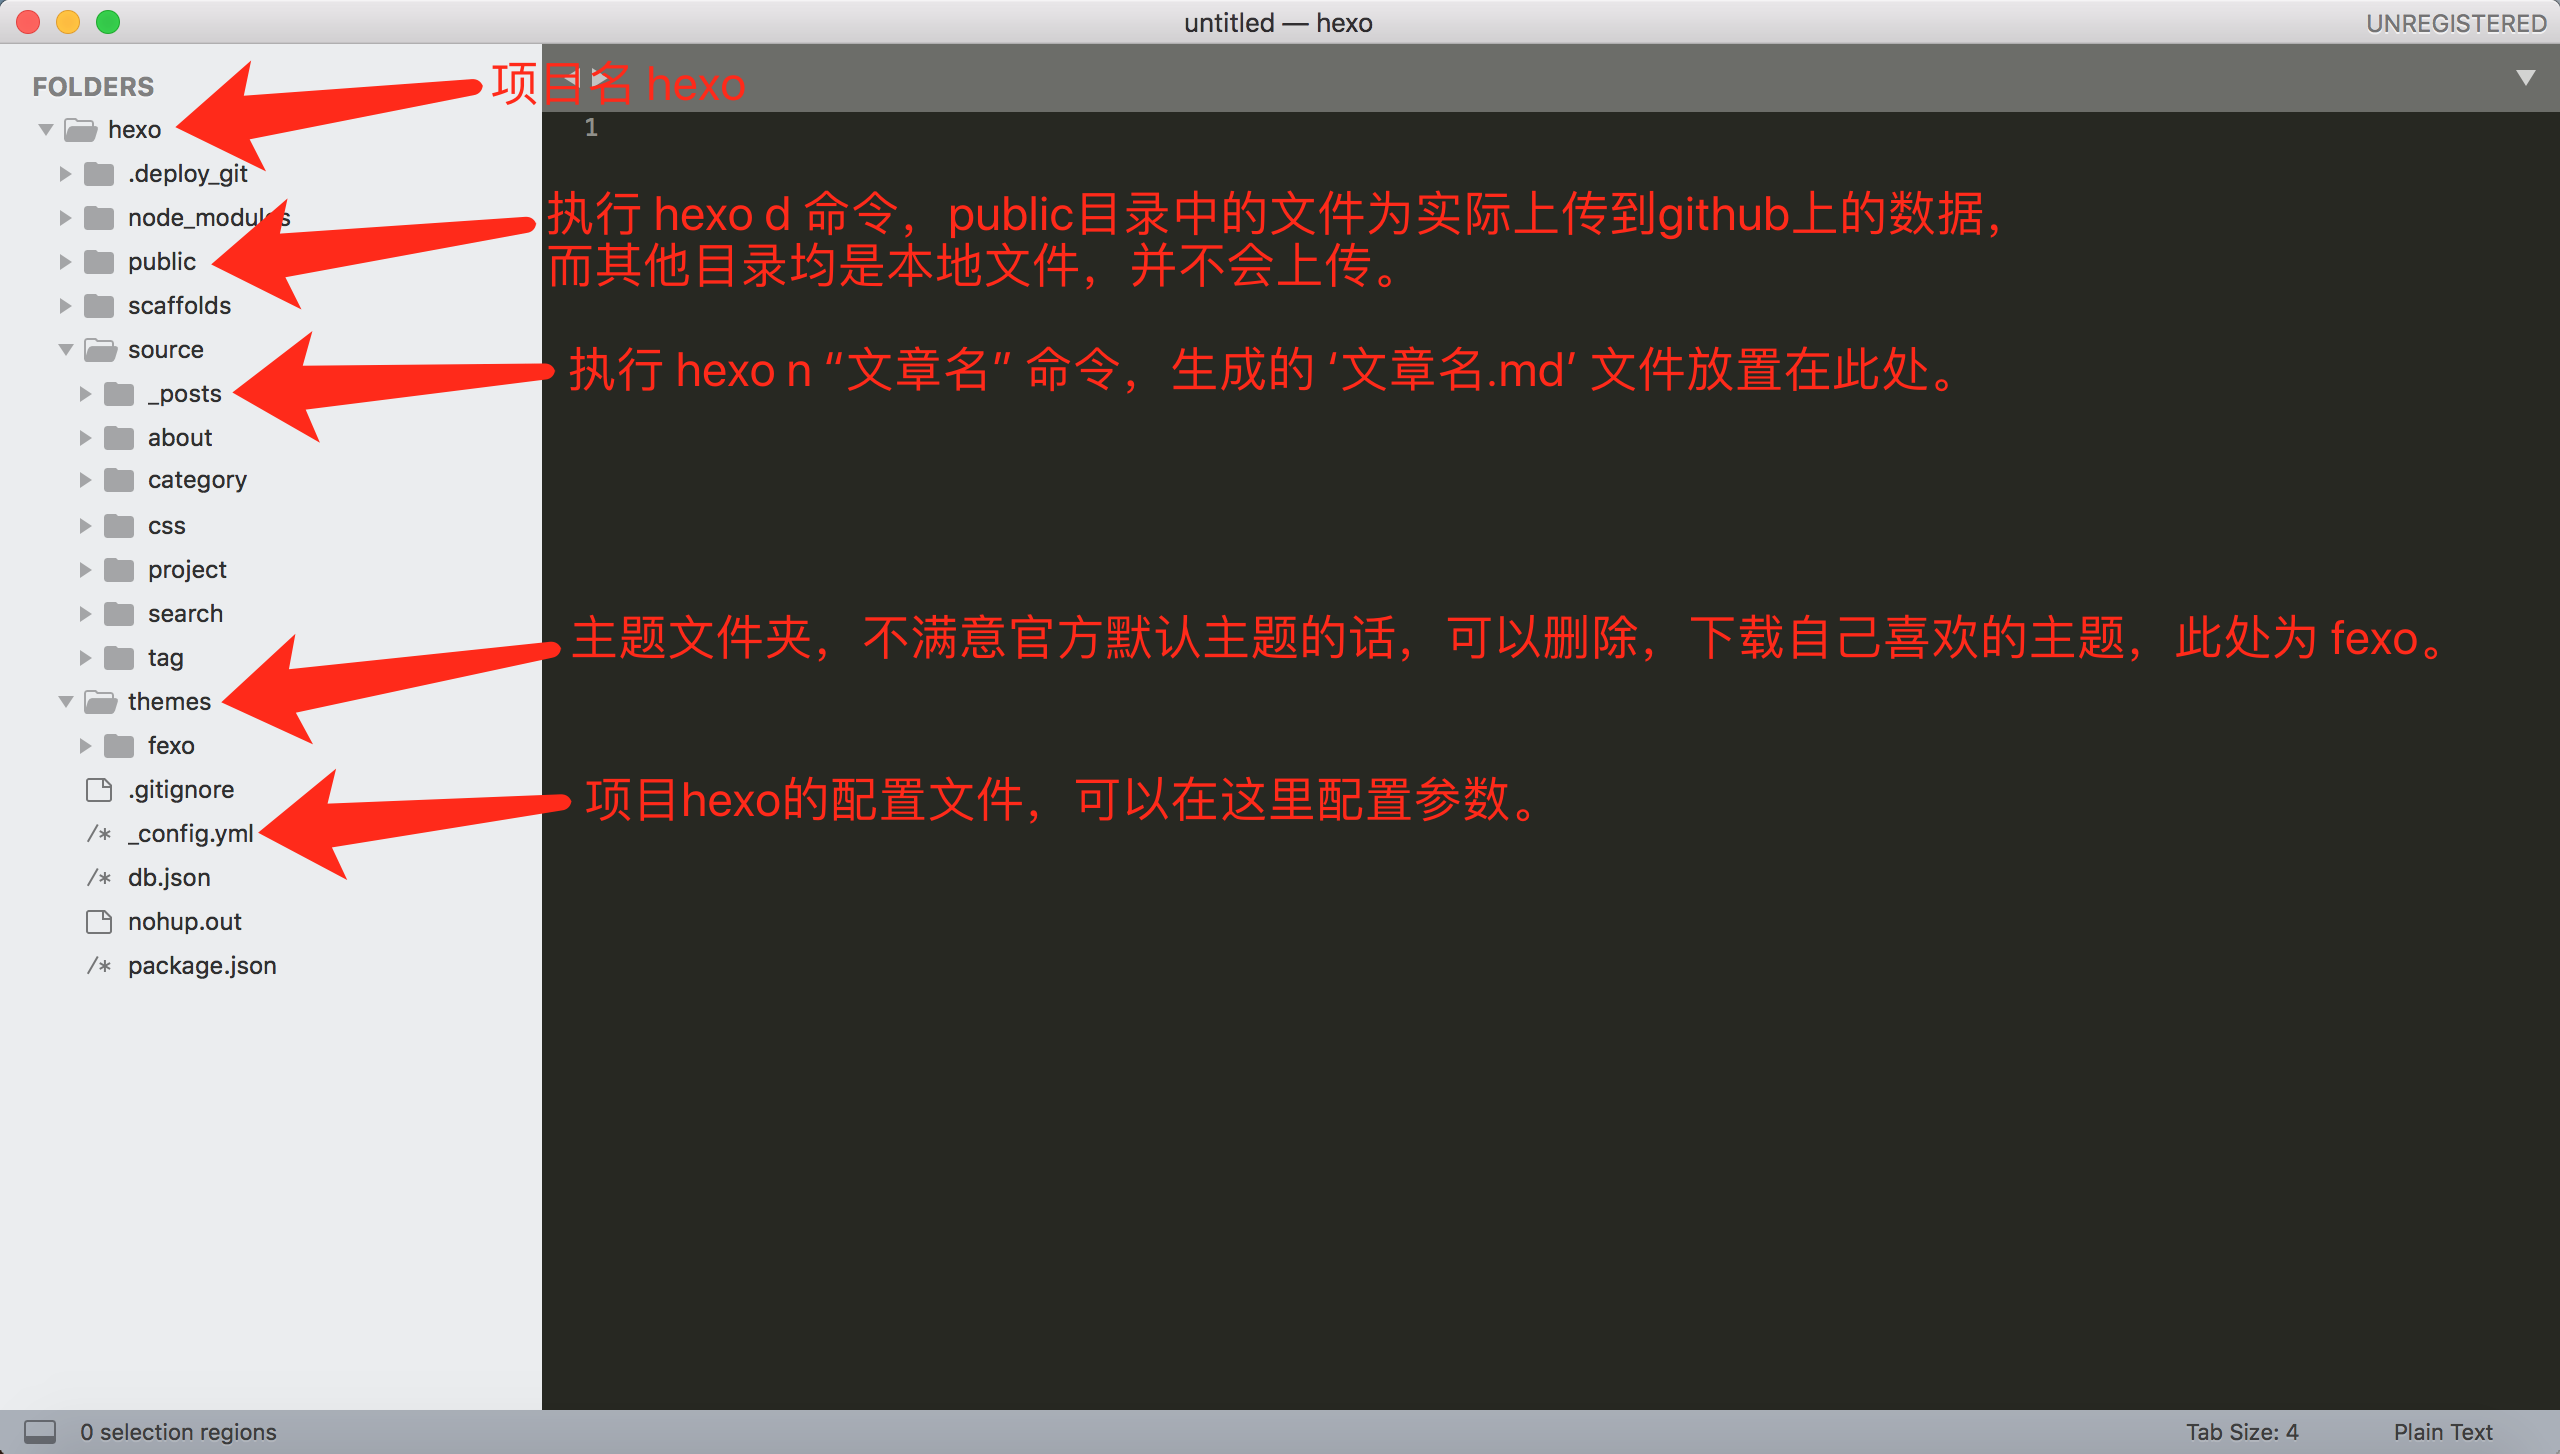 untitled — hexo
UNREGISTERED
FOLDERS
hexo
.deploy_git
node_modules
public
scaffolds
source
_posts
about
category
css
project
search
tag
themes
fexo
.gitignore
_config.yml
db.json
nohup.out
package.json
项目名 hexo
1
执行 hexo d 命令，public目录中的文件为实际上传到github上的数据，
而其他目录均是本地文件，并不会上传。
执行 hexo n “文章名” 命令，生成的 ‘文章名.md’ 文件放置在此处。
主题文件夹，不满意官方默认主题的话，可以删除，下载自己喜欢的主题，此处为 fexo。
项目hexo的配置文件，可以在这里配置参数。
0 selection regions
Tab Size: 4
Plain Text